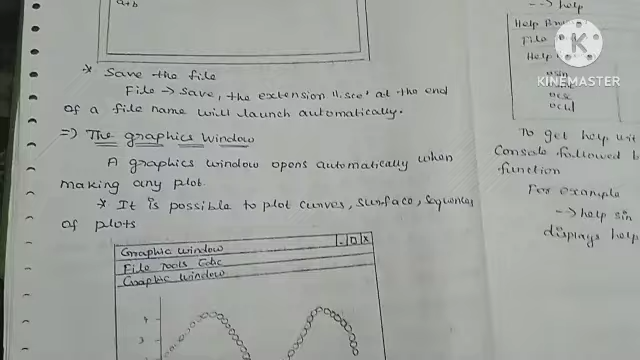 a+b
* Save the file
File → save, the extension ".sce" at the end
of a file name will launch automatically.
=) The graphics window
A graphics window opens automatically when
making any plot.
* It is possible to plot curves, surface, sequences
of plots
Graphic window - □ x
File Tools Edit
Graphic window
4
3
--> help
Help
File
Help
KINEMASTER
To get help
Console followed
function
For example
--> help sin
displays help